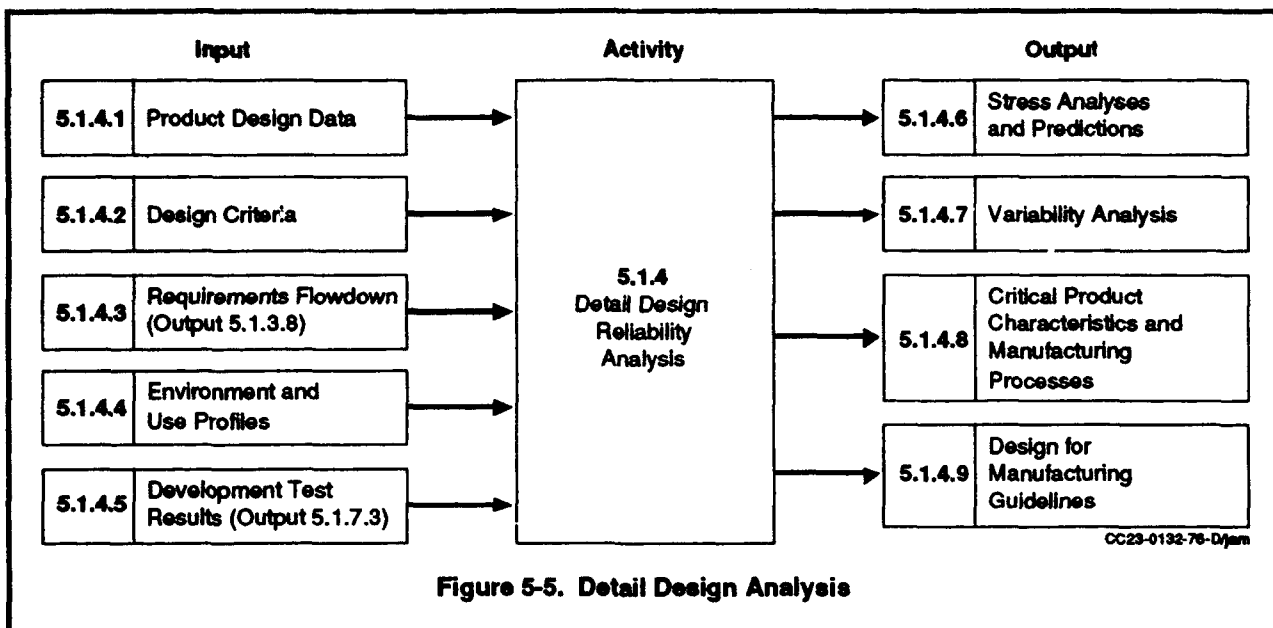 Input
Activity
Output
5.1.4.1 Product Design Data
5.1.4.2 Design Criteria
5.1.4.3 Requirements Flowdown
(Output 5.1.3.8)
5.1.4.4 Environment and
Use Profiles
5.1.4.5 Development Test
Results (Output 5.1.7.3)
5.1.4
Detail Design
Reliability
Analysis
5.1.4.6 Stress Analyses
and Predictions
5.1.4.7 Variability Analysis
5.1.4.8 Critical Product
Characteristics and
Manufacturing
Processes
5.1.4.9 Design for
Manufacturing
Guidelines
CC23-0132-76-D/jam
Figure 5-5. Detail Design Analysis